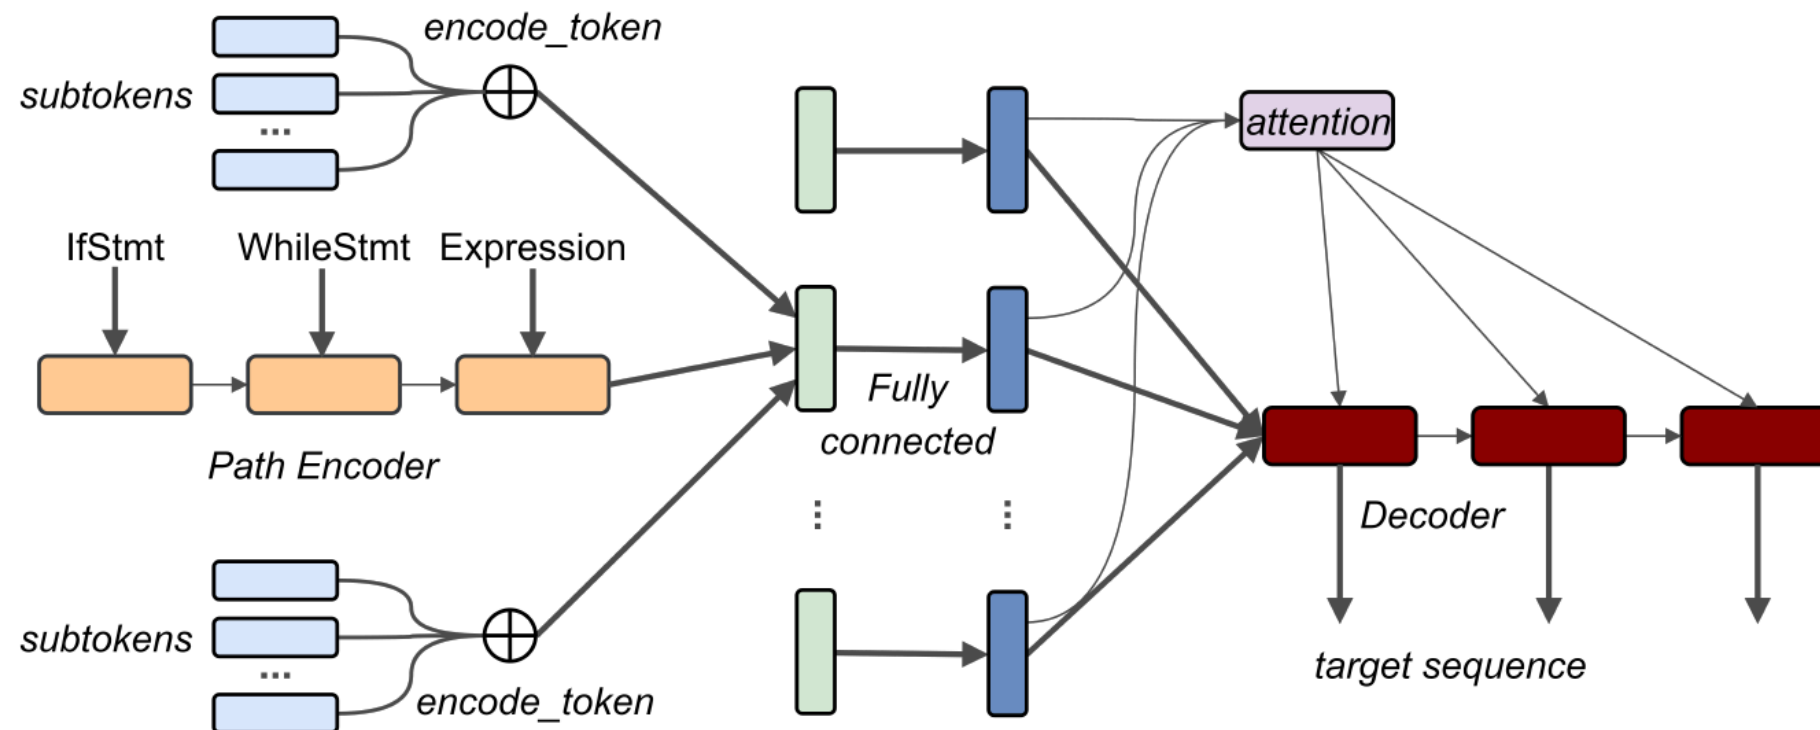 encode_token
subtokens
...
IfStmt
WhileStmt
Expression
Path Encoder
subtokens
...
encode_token
Fully
connected
...
...
attention
Decoder
target sequence